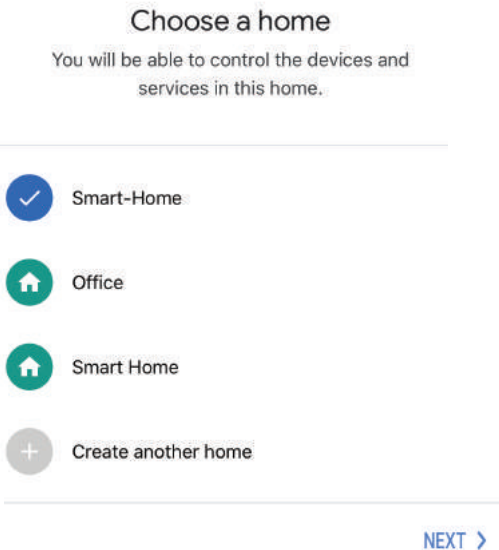 Choose a home
You will be able to control the devices and
services in this home.
Smart-Home
Office
Smart Home
Create another home
NEXT